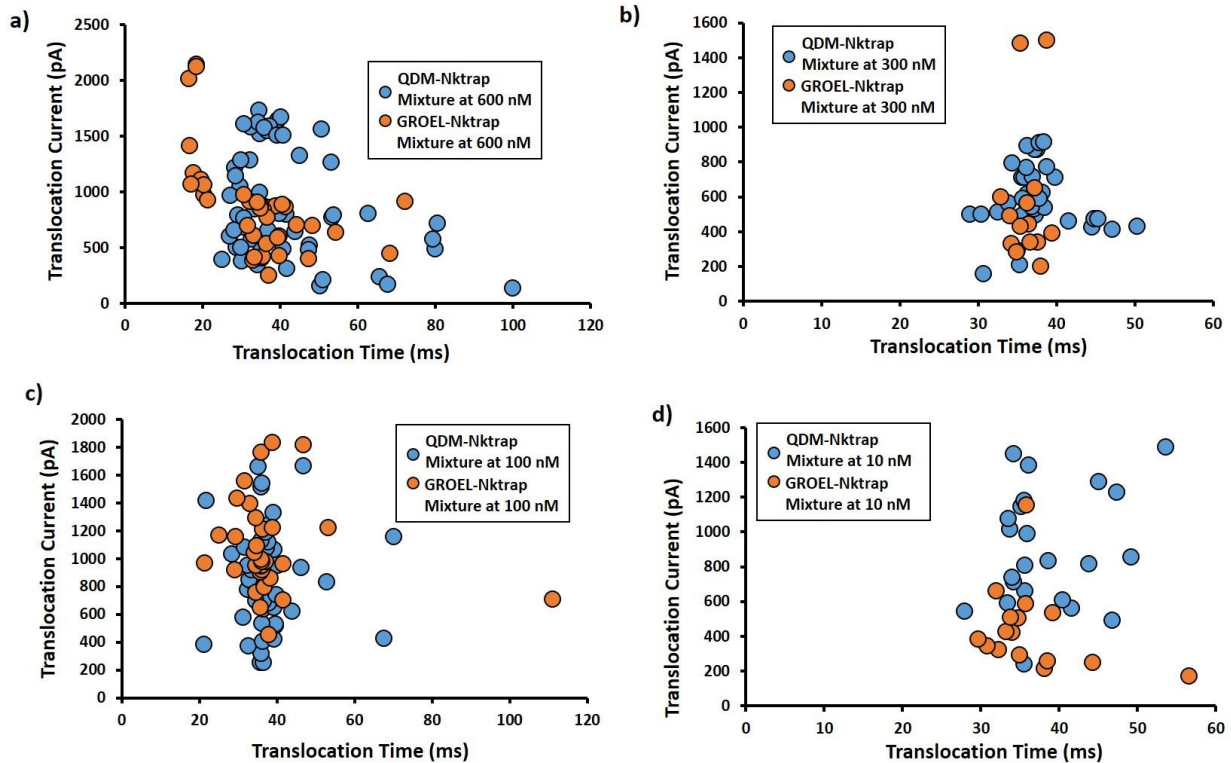 a)
Translocation Current (pA)
2500
2000
1500
1000
500
0
0 20 40 60 80 100 120
Translocation Time (ms)
QDM-Nktrap
Mixture at 600 nM
GROEL-Nktrap
Mixture at 600 nM
b)
Translocation Current (pA)
1600
1400
1200
1000
800
600
400
200
0
0 10 20 30 40 50 60
Translocation Time (ms)
QDM-Nktrap
Mixture at 300 nM
GROEL-Nktrap
Mixture at 300 nM
c)
Translocation Current (pA)
2000
1800
1600
1400
1200
1000
800
600
400
200
0
0 20 40 60 80 100 120
Translocation Time (ms)
QDM-Nktrap
Mixture at 100 nM
GROEL-Nktrap
Mixture at 100 nM
d)
Translocation Current (pA)
1600
1400
1200
1000
800
600
400
200
0
0 10 20 30 40 50 60
Translocation Time (ms)
QDM-Nktrap
Mixture at 10 nM
GROEL-Nktrap
Mixture at 10 nM